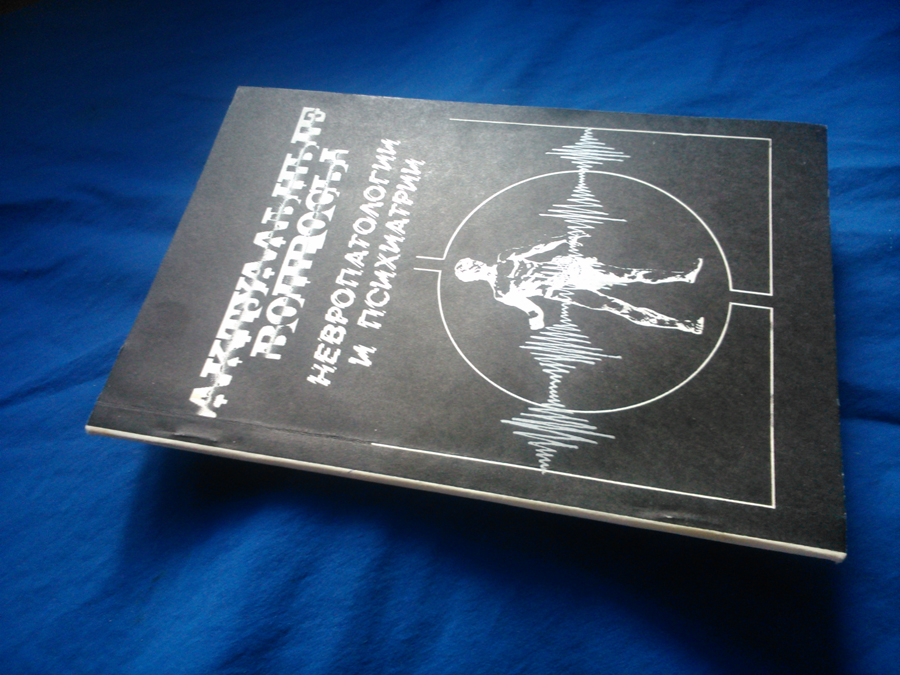 АКТУАЛЬНЫЕ
ВОПРОСЫ
НЕВРОПАТОЛОГИИ
И ПСИХИАТРИИ